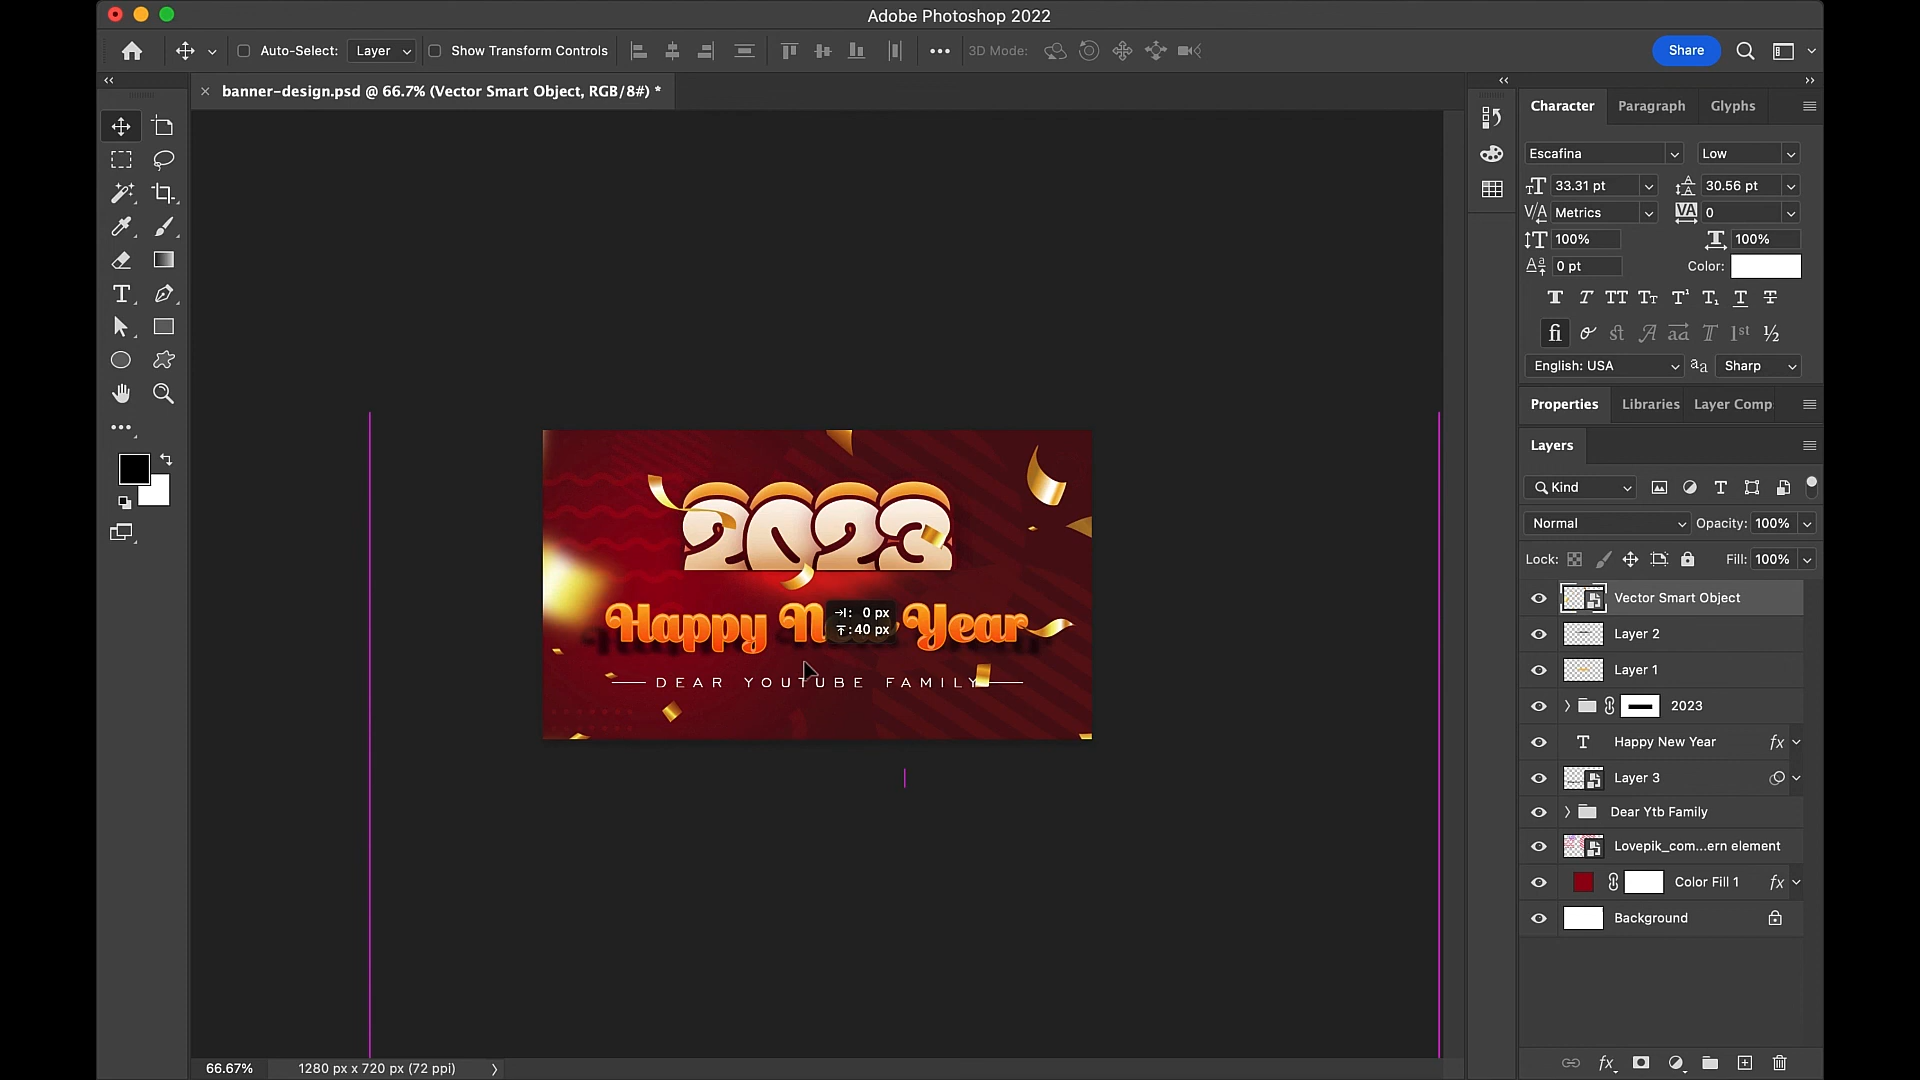 Adobe Photoshop 2022
Auto-Select: Layer Show Transform Controls 3D Mode: Share
banner-design.psd @ 66.7% (Vector Smart Object, RGB/8#) *
Character Paragraph Glyphs
Escafina Low
33.31 pt 30.56 pt
Metrics 0
100% 100%
0 pt Color:
English: USA Sharp
Properties Libraries Layer Comp
Layers
Kind
Normal Opacity: 100%
Lock: Fill: 100%
Vector Smart Object
Layer 2
Layer 1
2023
Happy New Year
Layer 3
Dear Ytb Family
Lovepik_com...ern element
Color Fill 1
Background
2023
Happy N Year
0 px
40 px
DEAR YOUTUBE FAMILY
66.67% 1280 px x 720 px (72 ppi)